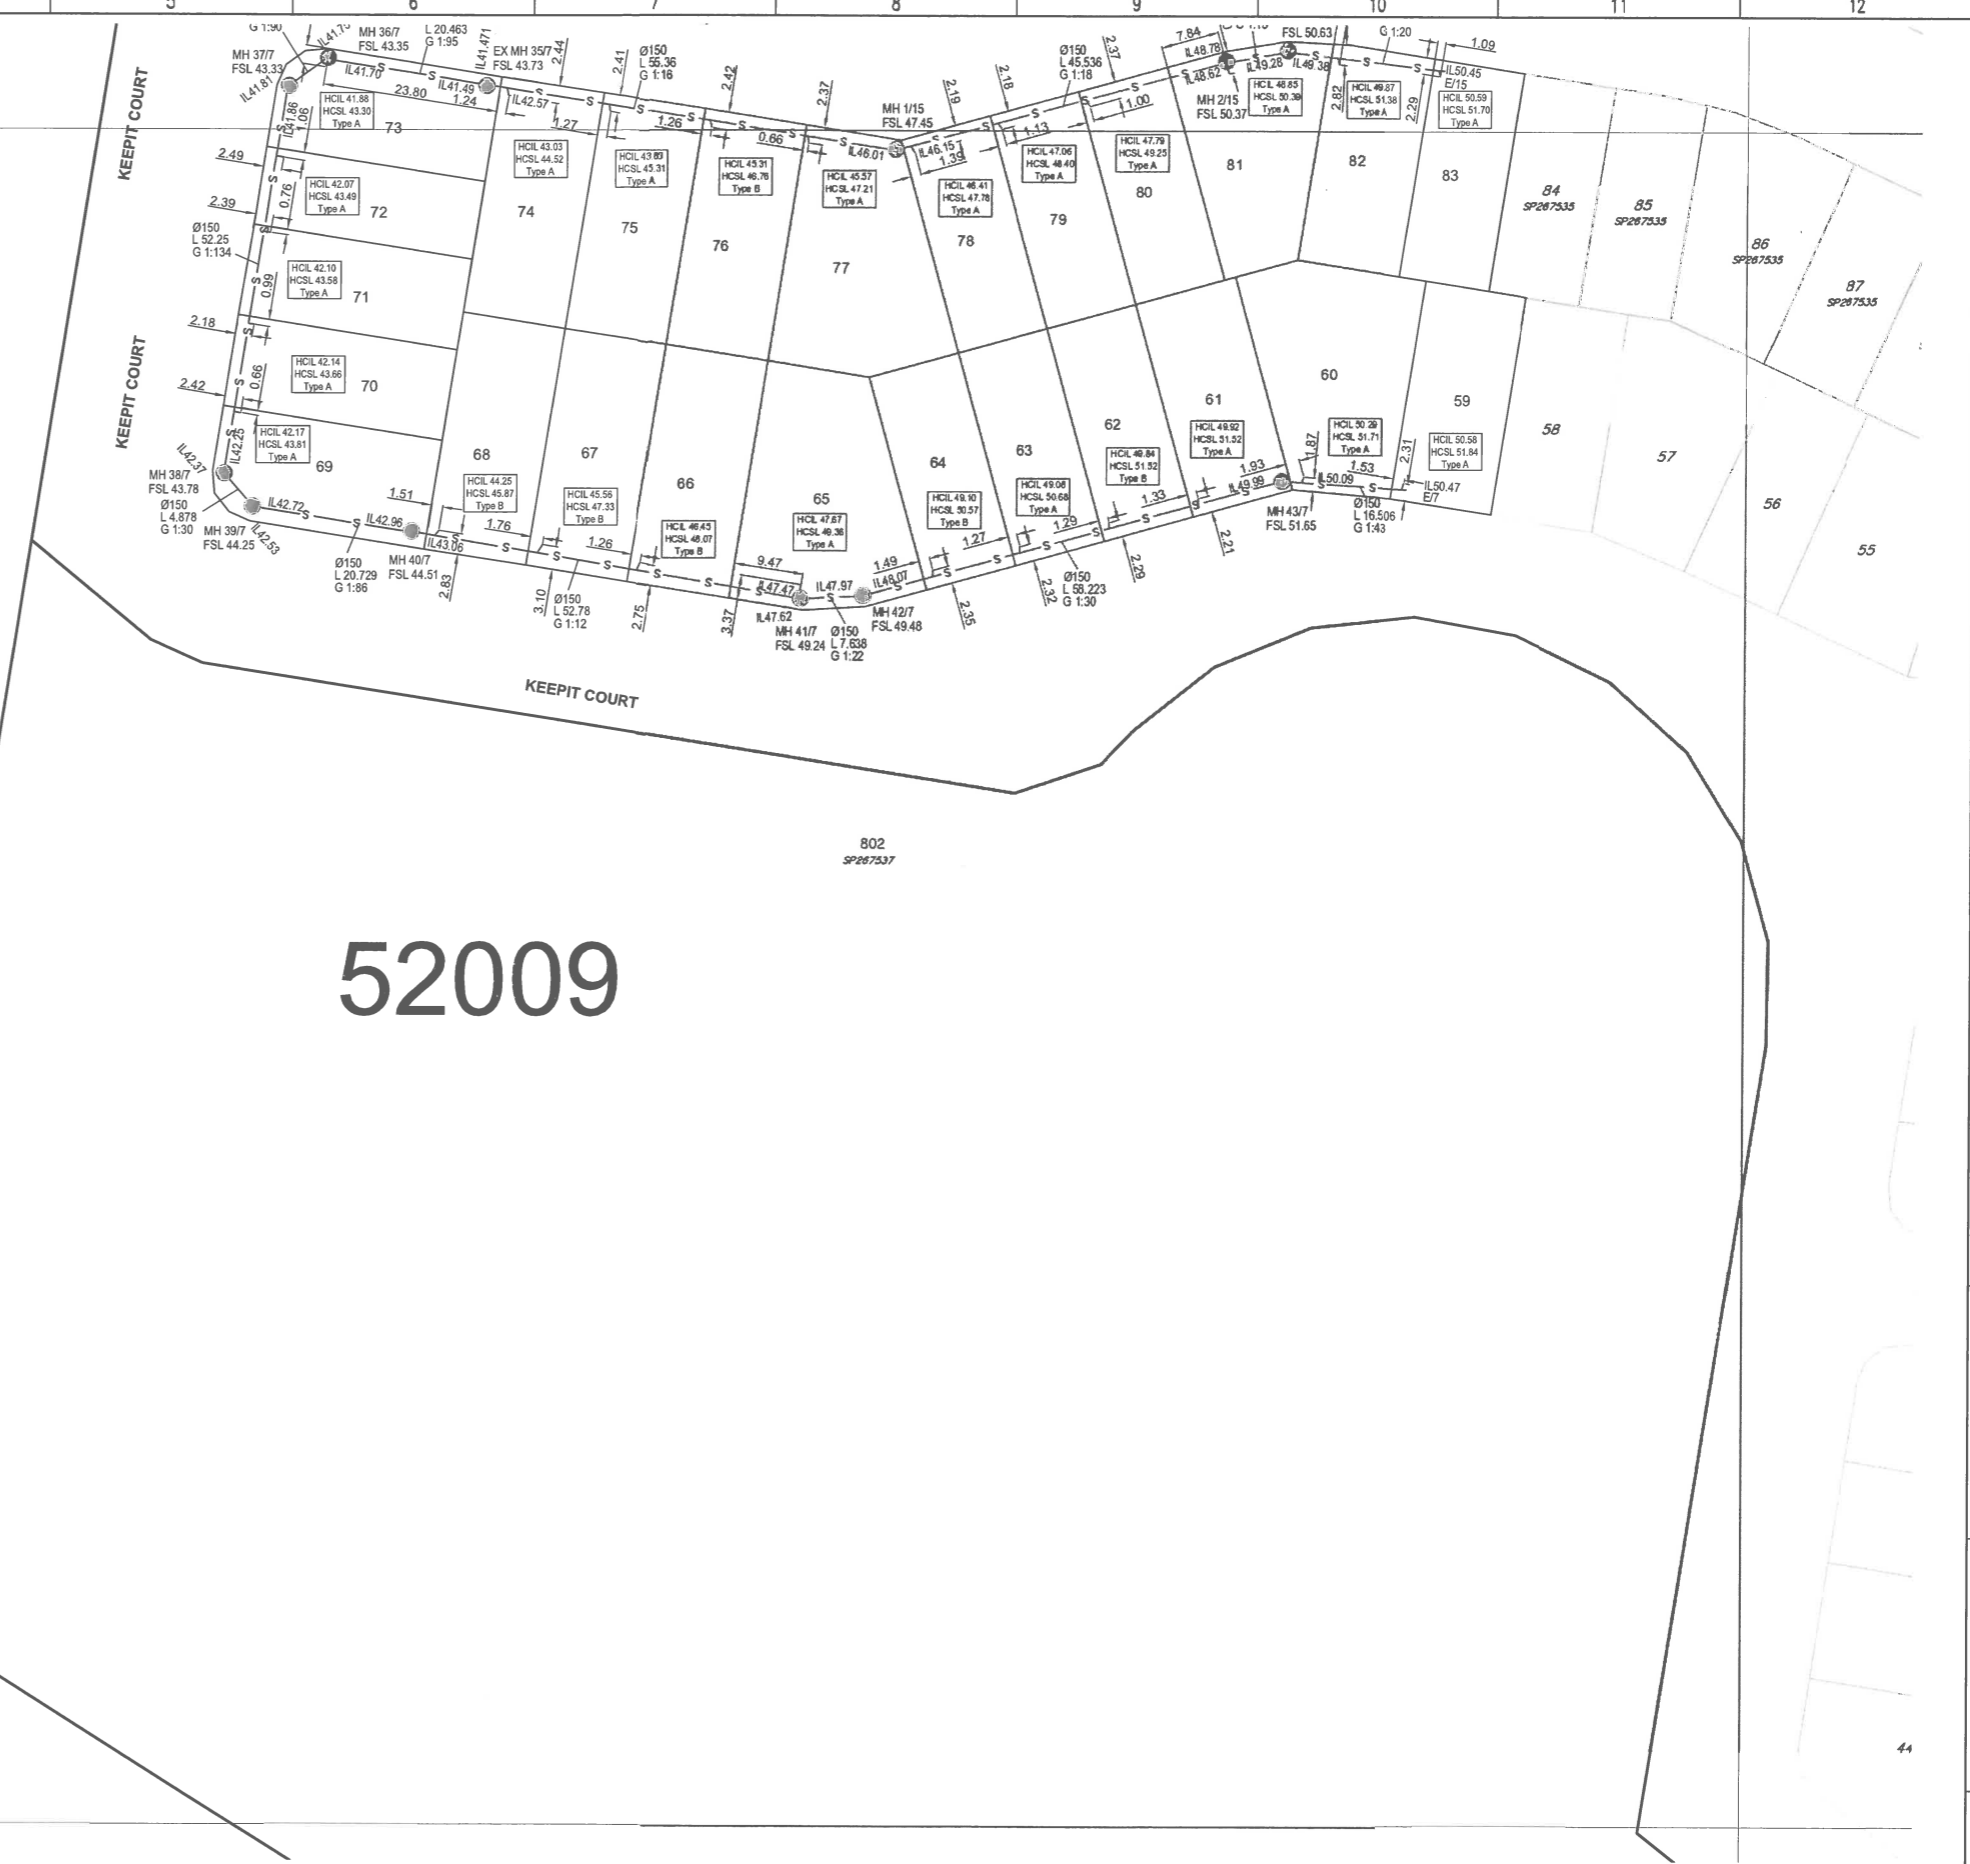 5
6
7
8
9
10
11
12
G 1:90
MH 36/7
FSL 43.35
L 20.463
G 1:95
IL41.471
EX MH 35/7
FSL 43.73
2.44
2.41
Ø150
L 55.36
G 1:16
2.42
2.37
MH 1/15
FSL 47.45
2.19
2.18
Ø150
L 45.536
G 1:18
2.37
7.84
IL48.78
IL48.62
MH 2/15
FSL 50.37
IL49.28
FSL 50.63
IL49.38
G 1:20
1.09
IL50.45
E/15
2.82
2.29
MH 37/7
FSL 43.33
IL41.81
IL41.86
IL41.70
23.80
IL41.49
1.24
IL42.57
1.27
1.26
0.66
IL46.01
IL46.15
1.39
1.13
1.00
HCIL 41.88
HCSL 43.30
Type A
73
HCIL 43.03
HCSL 44.52
Type A
74
HCSL 45.31
Type A
75
HCIL 45.31
HCSL 46.76
Type B
76
HCIL 45.57
HCSL 47.21
Type A
77
HCIL 46.41
HCSL 47.78
Type A
78
HCIL 47.06
HCSL 48.40
Type A
79
HCIL 47.79
HCSL 49.25
Type A
80
81
HCIL 48.85
HCSL 50.39
Type A
82
HCIL 49.87
HCSL 51.38
Type A
83
HCIL 50.59
HCSL 51.70
Type A
84
SP267535
85
SP267535
86
SP267535
87
SP267535
KEEPIT COURT
2.49
0.76
HCIL 42.07
HCSL 43.49
Type A
72
2.39
Ø150
L 52.25
G 1:134
0.99
HCIL 42.10
HCSL 43.58
Type A
71
2.18
KEEPIT COURT
HCIL 42.14
HCSL 43.66
Type A
70
0.66
2.42
IL42.25
HCIL 42.17
HCSL 43.81
Type A
69
IL42.37
MH 38/7
FSL 43.78
Ø150
L 4.878
G 1:30
MH 39/7
FSL 44.25
IL42.53
IL42.72
Ø150
L 20.729
G 1:86
IL42.96
MH 40/7
FSL 44.51
IL43.06
1.51
2.83
68
HCIL 44.25
HCSL 45.87
Type B
1.76
67
HCIL 45.56
HCSL 47.33
Type B
3.10
1.26
Ø150
L 52.78
G 1:12
2.75
66
HCIL 46.45
HCSL 48.07
Type B
3.37
65
HCIL 47.67
HCSL 49.36
Type A
9.47
IL47.47
IL47.62
MH 41/7
FSL 49.24
IL47.97
Ø150
L 7.638
G 1:22
IL48.07
MH 42/7
FSL 49.48
1.49
64
HCIL 49.10
HCSL 50.57
Type B
2.35
1.27
63
HCIL 49.08
HCSL 50.68
Type A
2.32
1.29
Ø150
L 58.223
G 1:30
62
HCIL 49.84
HCSL 51.52
Type B
2.29
1.33
61
HCIL 49.92
HCSL 51.52
Type A
2.21
1.93
IL49.99
MH 43/7
FSL 51.65
60
HCIL 50.29
HCSL 51.71
Type A
1.87
IL50.09
1.53
Ø150
L 16.506
G 1:43
2.31
59
HCIL 50.58
HCSL 51.84
Type A
IL50.47
E/7
58
57
56
55
KEEPIT COURT
802
SP267537
52009
44